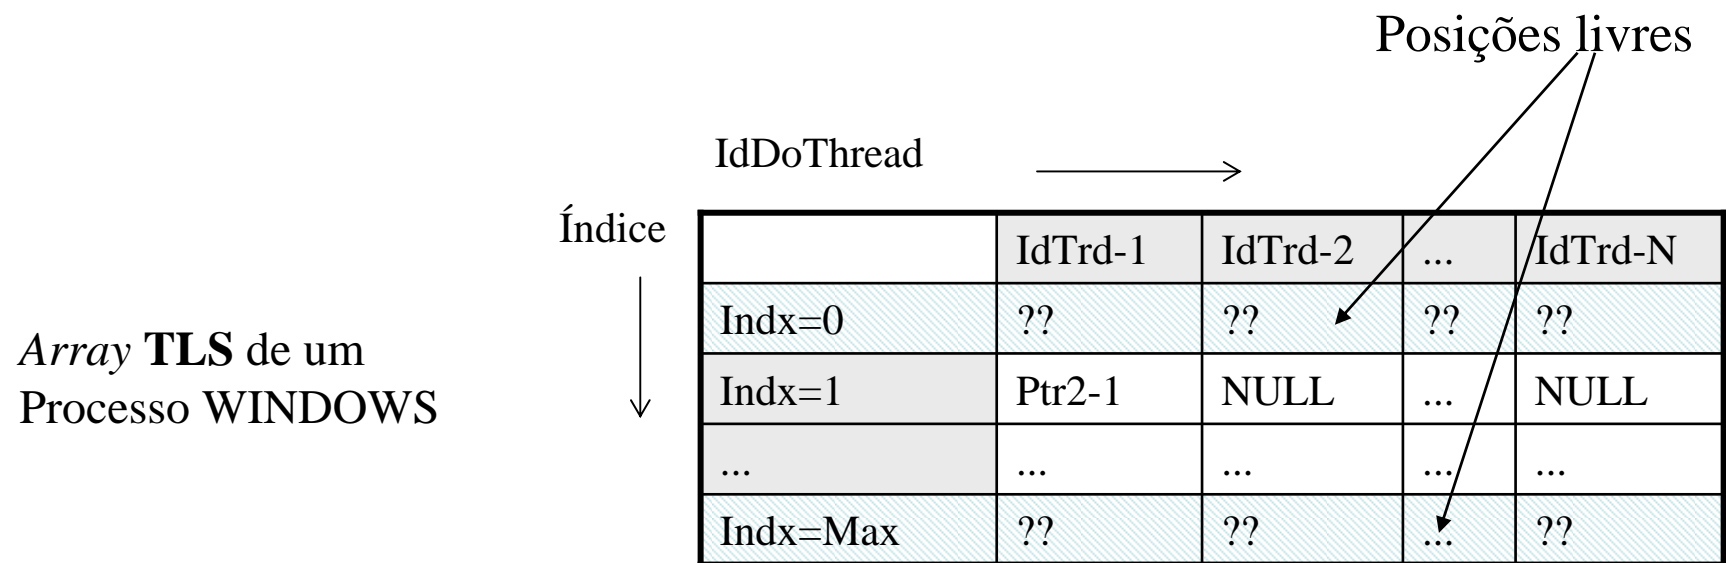 Posições livres
IdDoThread
Índice
IdTrd-1 IdTrd-2 ... IdTrd-N
Indx=0 ?? ?? ?? ??
Array TLS de um
Processo WINDOWS
Indx=1 Ptr2-1 NULL ... NULL
... ... ... ... ...
Indx=Max ?? ?? ... ??